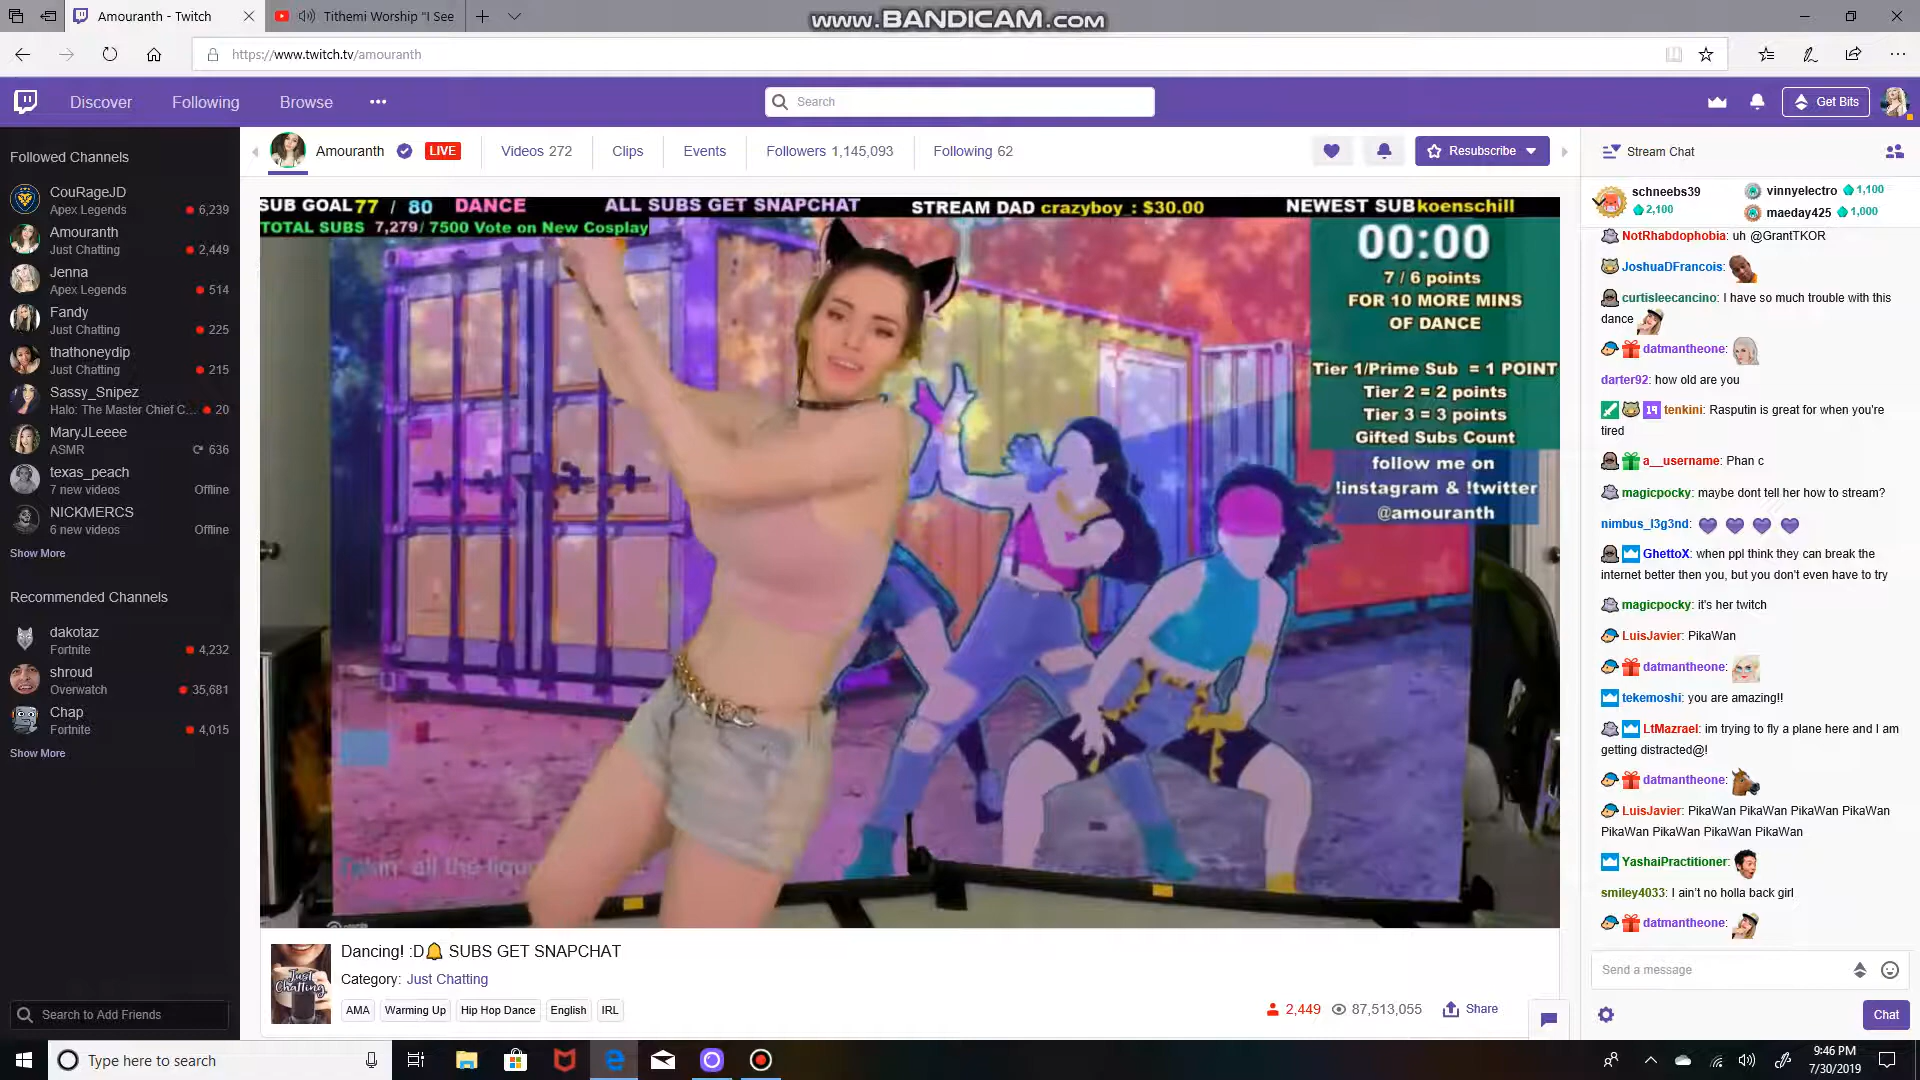 Amouranth - Twitch
Tithemi Worship "I See
www.BANDICAM.com
https://www.twitch.tv/amouranth
Discover
Following
Browse
Search
Get Bits
Followed Channels
CouRageJD
Apex Legends
6,239
Amouranth
Just Chatting
2,449
Jenna
Apex Legends
514
Fandy
Just Chatting
225
thathoneydip
Just Chatting
215
Sassy_Snipez
Halo: The Master Chief C...
20
MaryJLeeee
ASMR
636
texas_peach
7 new videos
Offline
NICKMERCS
6 new videos
Offline
Show More
Recommended Channels
dakotaz
Fortnite
4,232
shroud
Overwatch
35,681
Chap
Fortnite
4,015
Show More
Search to Add Friends
Amouranth
LIVE
Videos 272
Clips
Events
Followers 1,145,093
Following 62
Resubscribe
SUB GOAL 77 / 80 DANCE
ALL SUBS GET SNAPCHAT
STREAM DAD crazyboy_: $30.00
NEWEST SUB koenschill
TOTAL SUBS 7,279/ 7500 Vote on New Cosplay
00:00
7 / 6 points
FOR 10 MORE MINS
OF DANCE
Tier 1/Prime Sub = 1 POINT
Tier 2 = 2 points
Tier 3 = 3 points
Gifted Subs Count
follow me on
!instagram & !twitter
@amouranth
all the
Just
Chatting
Dancing! :D🔔 SUBS GET SNAPCHAT
Category: Just Chatting
AMA
Warming Up
Hip Hop Dance
English
IRL
2,449
87,513,055
Share
Stream Chat
schneebs39
2,100
vinnyelectro 1,100
maeday425 1,000
NotRhabdophobia: uh @GrantTKOR
JoshuaDFrancois:
curtisleecancino: I have so much trouble with this
dance
datmantheone:
darter92: how old are you
19 tenkini: Rasputin is great for when you're
tired
a__username: Phan c
magicpocky: maybe dont tell her how to stream?
nimbus_l3g3nd:
GhettoX: when ppl think they can break the
internet better then you, but you don't even have to try
magicpocky: it's her twitch
LuisJavier: PikaWan
datmantheone:
tekemoshi: you are amazing!!
LtMazrael: im trying to fly a plane here and I am
getting distracted@!
datmantheone:
LuisJavier: PikaWan PikaWan PikaWan PikaWan
PikaWan PikaWan PikaWan PikaWan
YashaiPractitioner:
smiley4033: I ain't no holla back girl
datmantheone:
Send a message
Chat
Type here to search
9:46 PM
7/30/2019